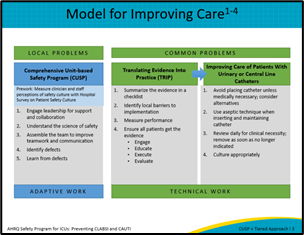 Model for Improving Care1-4
LOCAL PROBLEMS
COMMON PROBLEMS
Comprehensive Unit-based
Safety Program (CUSP)
Prework: Measure clinicians and staff
perceptions of safety culture with Hospital
Survey on Patient Safety Culture
1. Engage leadership for support
and collaboration
2. Understand the science of safety
3. Assemble the team to improve
teamwork and communication
4. Identify defects
5. Learn from defects
Translating Evidence Into
Practice (TRIP)
1. Summarize the evidence in a
checklist
2. Identify local barriers to
implementation
3. Measure performance
4. Ensure all patients get the
evidence
• Engage
• Educate
• Execute
• Evaluate
Improving Care of Patients With
Urinary or Central Line
Catheters
1. Avoid placing catheter unless
medically necessary; consider
alternatives
2. Use aseptic technique when
inserting and maintaining
catheter
3. Review daily for clinical necessity;
remove as soon as no longer
indicated
4. Culture appropriately
ADAPTIVE WORK
TECHNICAL WORK
AHRQ Safety Program for ICUs: Preventing CLABSI and CAUTI
CUSP + Tiered Approach | 3